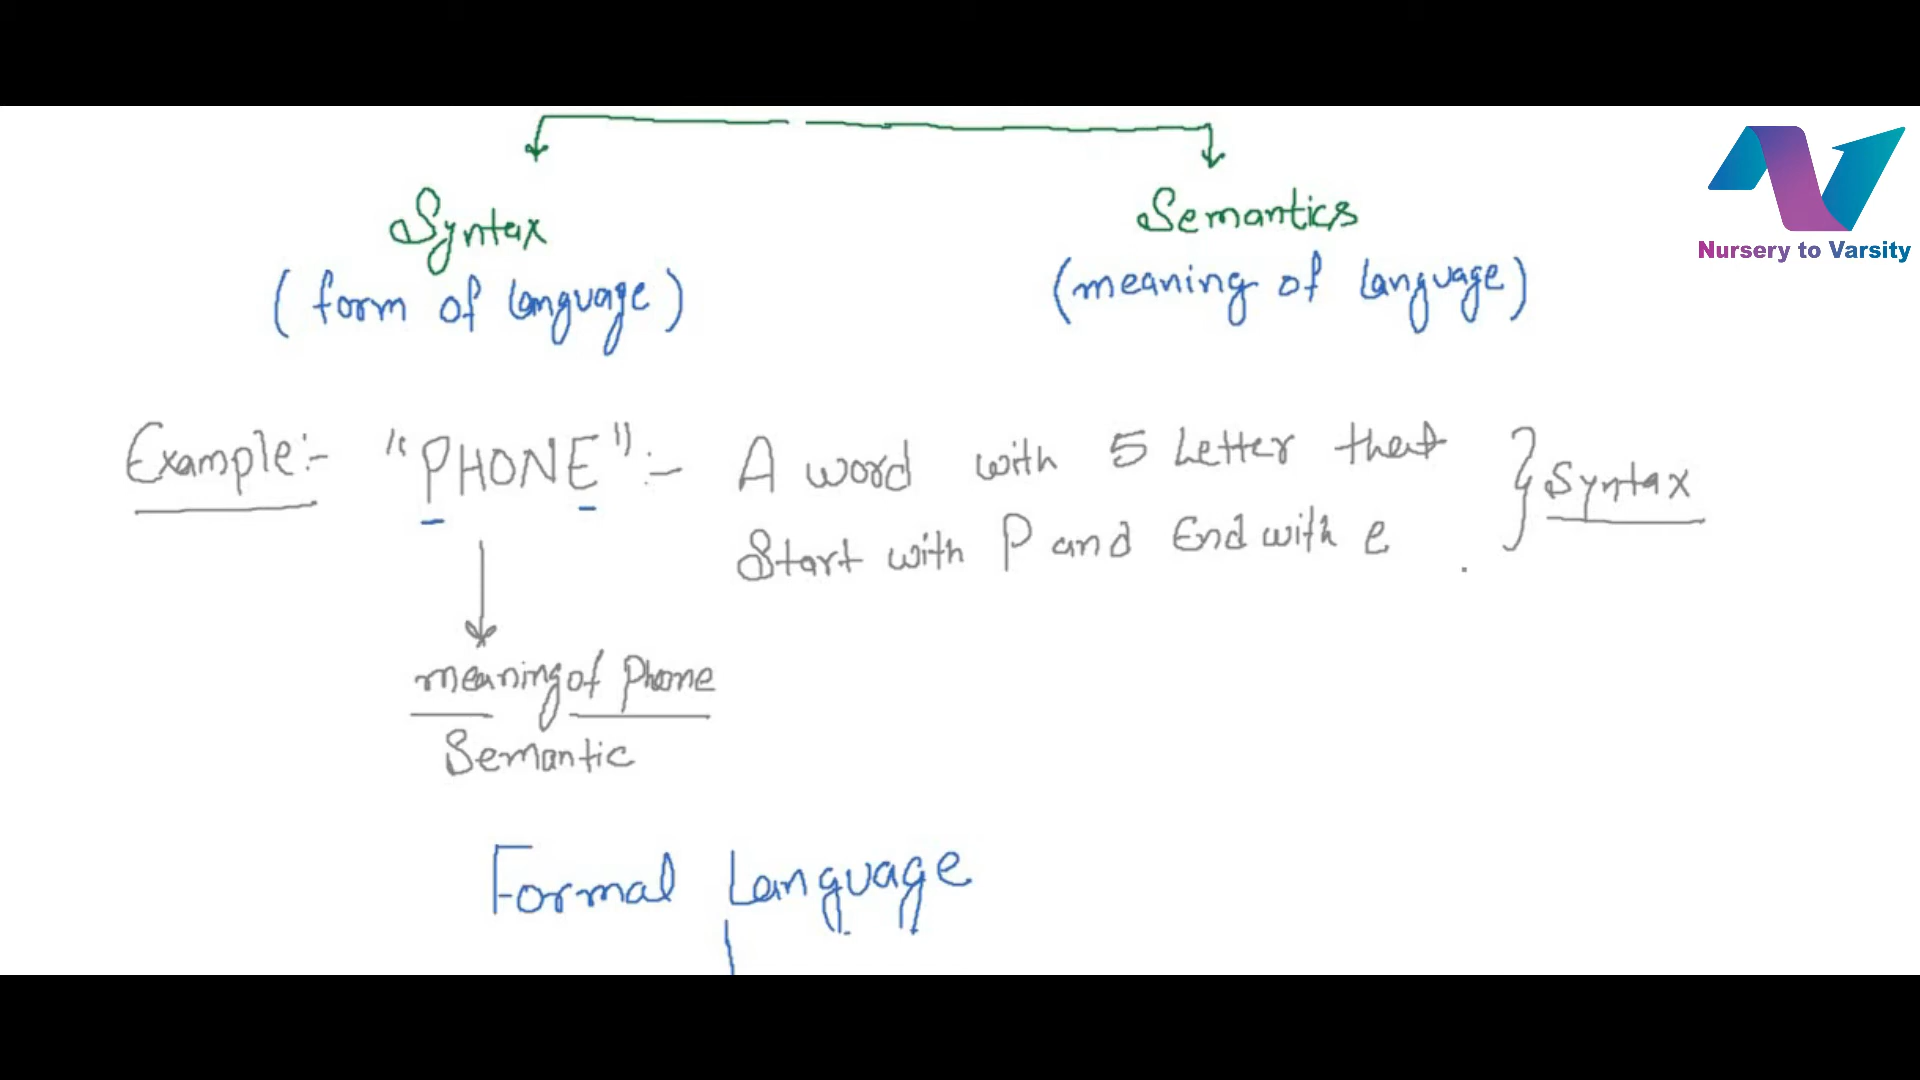 Syntax
Semantics
(form of language)
(meaning of language)
Nursery to Varsity
Example:- "PHONE":- A word with 5 Letter that
Start with P and End with e
} Syntax
meaning of Phone
Semantic
Formal Language